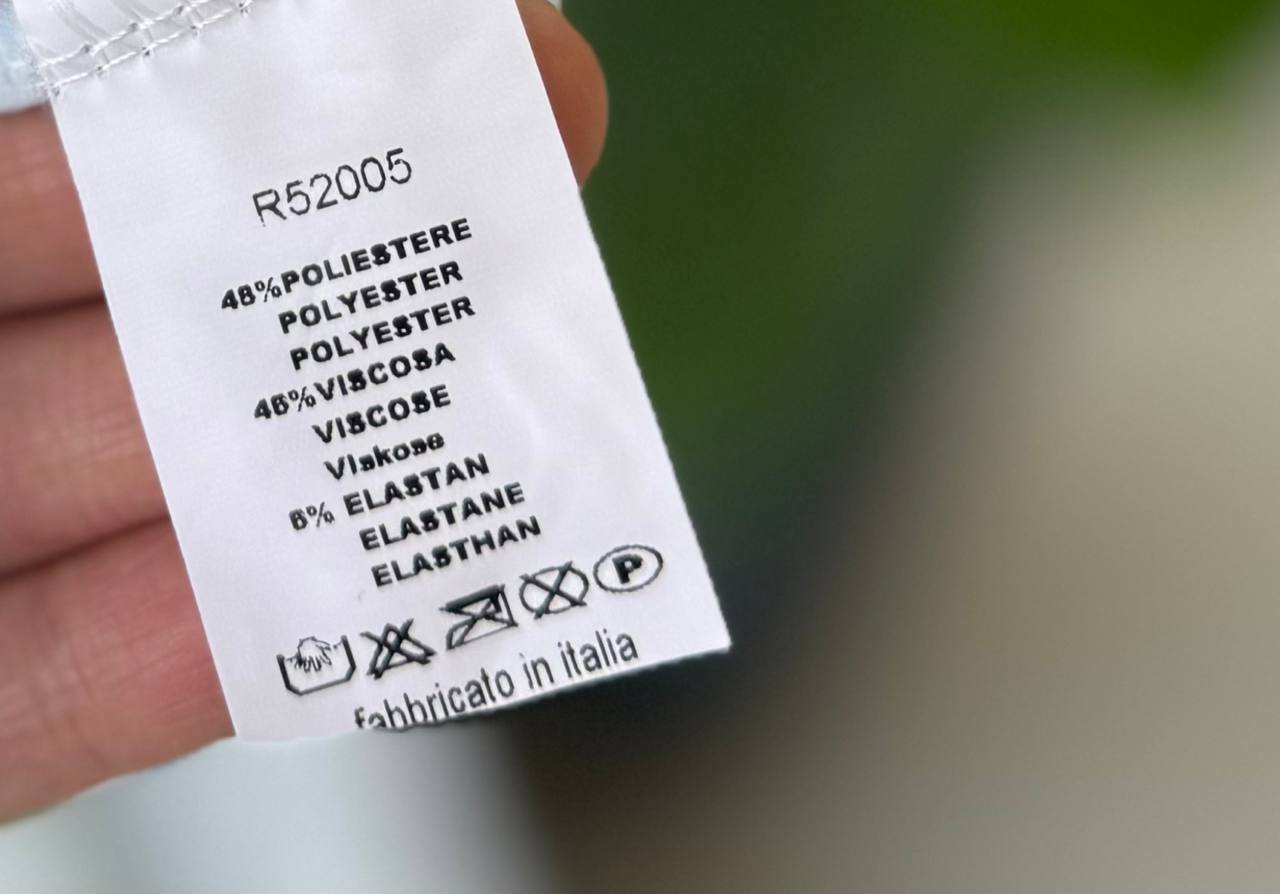 R52005
48%POLIESTERE
POLYESTER
POLYESTER
46%VISCOSA
VISCOSE
Viskose
6% ELASTAN
ELASTANE
ELASTHAN
P
fabbricato in italia